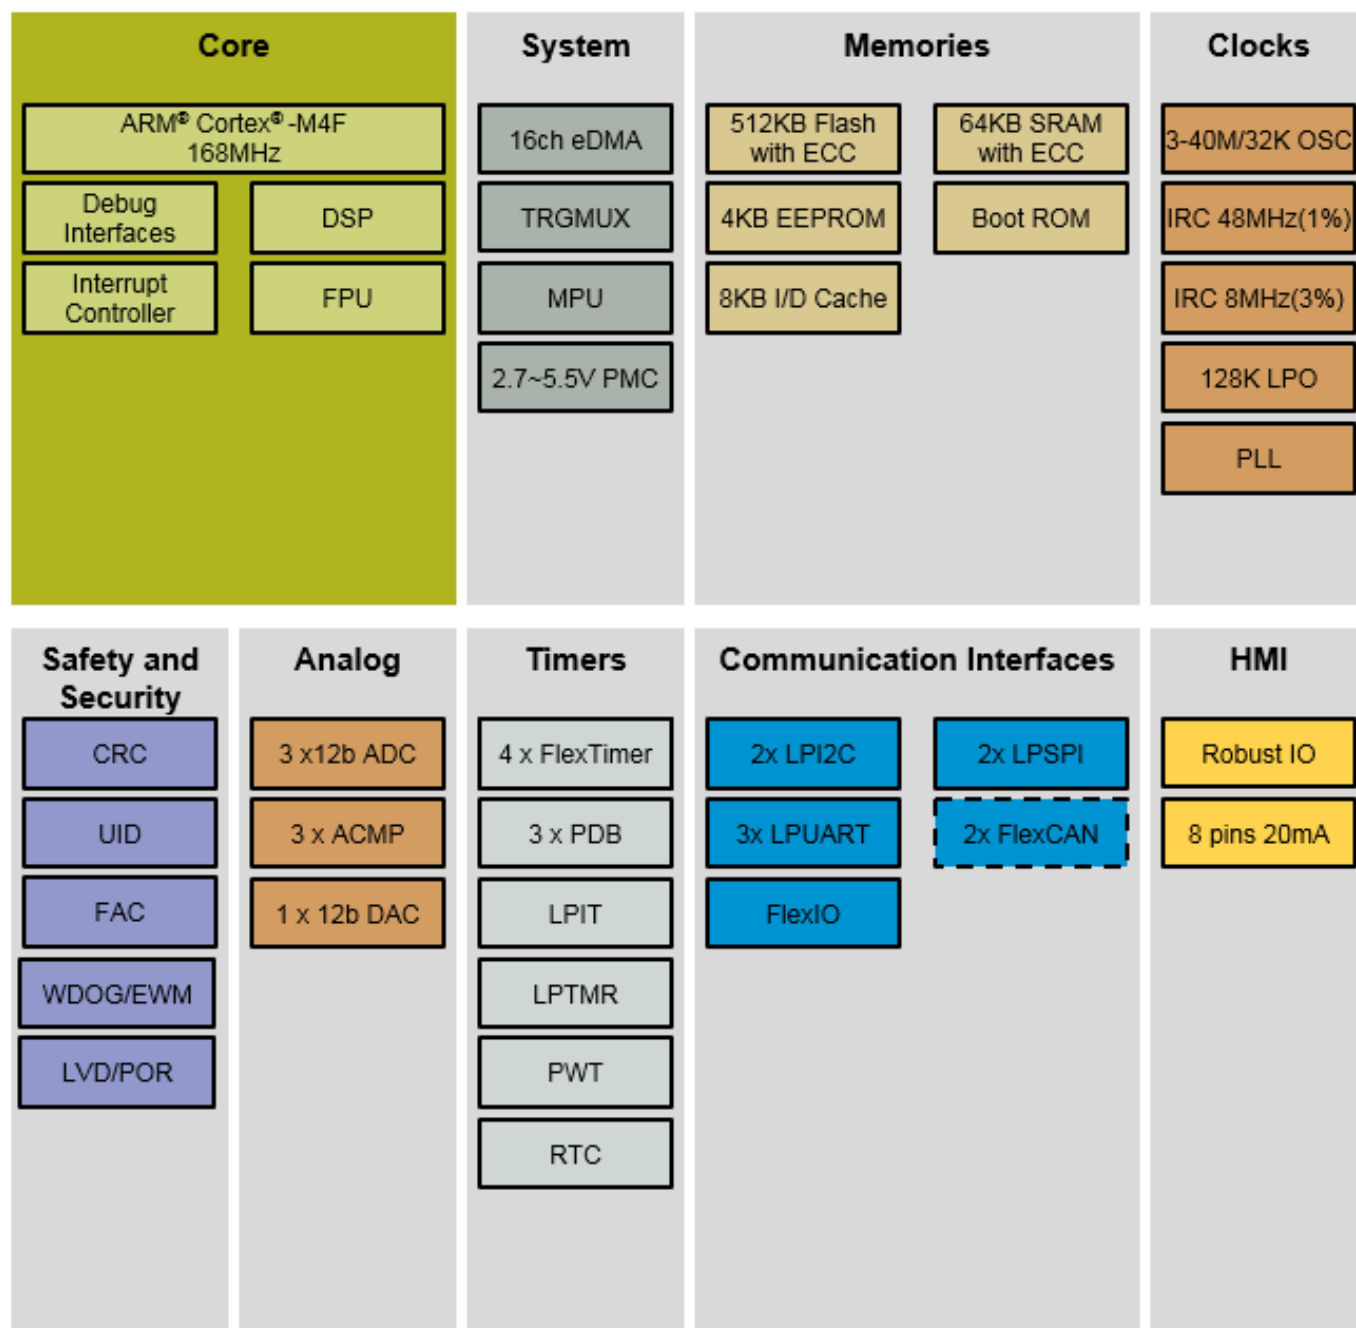 Core
ARM® Cortex®-M4F
168MHz
Debug
Interfaces
DSP
Interrupt
Controller
FPU
System
16ch eDMA
TRGMUX
MPU
2.7~5.5V PMC
Memories
512KB Flash
with ECC
64KB SRAM
with ECC
4KB EEPROM
Boot ROM
8KB I/D Cache
Clocks
3-40M/32K OSC
IRC 48MHz(1%)
IRC 8MHz(3%)
128K LPO
PLL
Safety and
Security
CRC
UID
FAC
WDOG/EWM
LVD/POR
Analog
3 x12b ADC
3 x ACMP
1 x 12b DAC
Timers
4 x FlexTimer
3 x PDB
LPIT
LPTMR
PWT
RTC
Communication Interfaces
2x LPI2C
2x LPSPI
3x LPUART
2x FlexCAN
FlexIO
HMI
Robust IO
8 pins 20mA